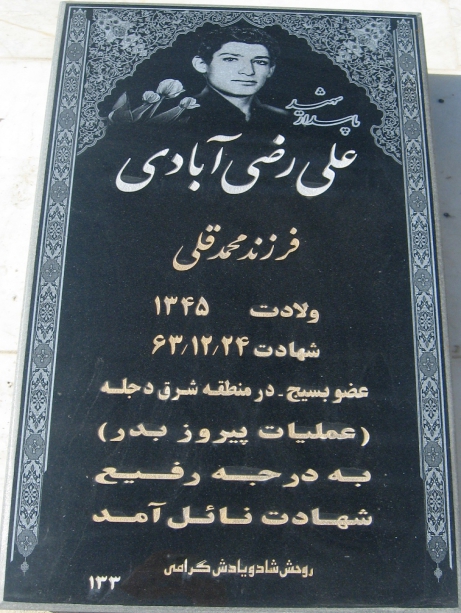 شهید
پاسدار
علی رضی آبادی
فرزند محمد قلی
ولادت ۱۳۴۵
شهادت ۶۳/۱۲/۲۴
عضو بسیج - در منطقه شرق دجله
(عملیات پیروز بدر)
به درجه رفیع
شهادت نائل آمد
روحش شاد و یادش گرامی
۱۳۳